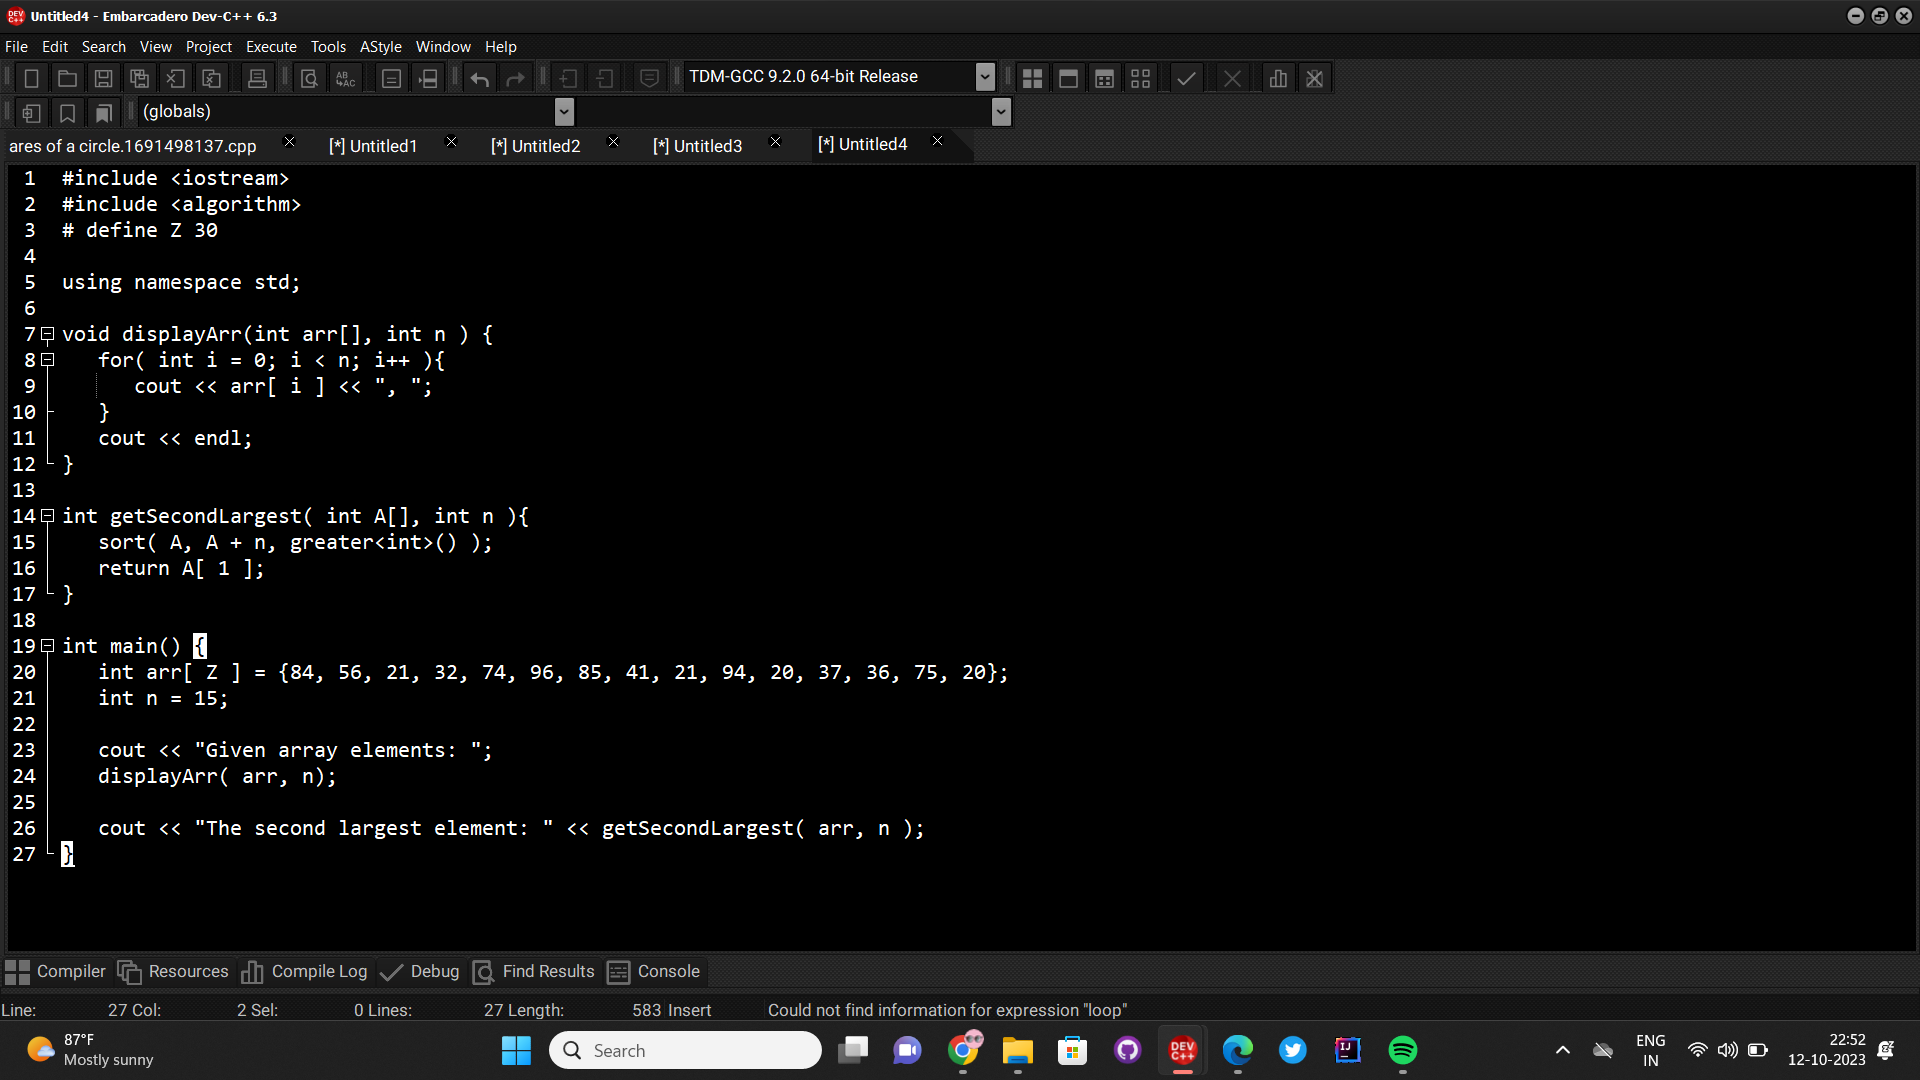 Untitled4 - Embarcadero Dev-C++ 6.3
File Edit Search View Project Execute Tools AStyle Window Help
TDM-GCC 9.2.0 64-bit Release
(globals)
ares of a circle.1691498137.cpp [*] Untitled1 [*] Untitled2 [*] Untitled3 [*] Untitled4
1 #include <iostream>
2 #include <algorithm>
3 # define Z 30
4
5 using namespace std;
6
7 void displayArr(int arr[], int n ) {
8 for( int i = 0; i < n; i++ ){
9 cout << arr[ i ] << ", ";
10 }
11 cout << endl;
12 }
13
14 int getSecondLargest( int A[], int n ){
15 sort( A, A + n, greater<int>() );
16 return A[ 1 ];
17 }
18
19 int main() {
20 int arr[ Z ] = {84, 56, 21, 32, 74, 96, 85, 41, 21, 94, 20, 37, 36, 75, 20};
21 int n = 15;
22
23 cout << "Given array elements: ";
24 displayArr( arr, n);
25
26 cout << "The second largest element: " << getSecondLargest( arr, n );
27 }
Compiler Resources Compile Log Debug Find Results Console
Line: 27 Col: 2 Sel: 0 Lines: 27 Length: 583 Insert Could not find information for expression "loop"
87°F
Mostly sunny
Search
DEV
C++
IJ
ENG
IN
22:52
12-10-2023